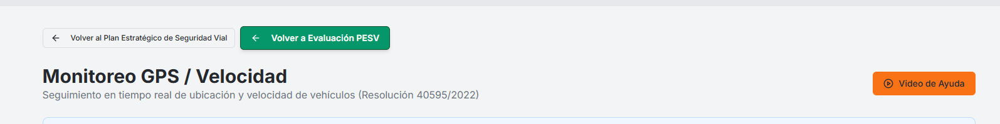 Volver al Plan Estratégico de Seguridad Vial
Volver a Evaluación PESV
Monitoreo GPS / Velocidad
Seguimiento en tiempo real de ubicación y velocidad de vehículos (Resolución 40595/2022)
Video de Ayuda